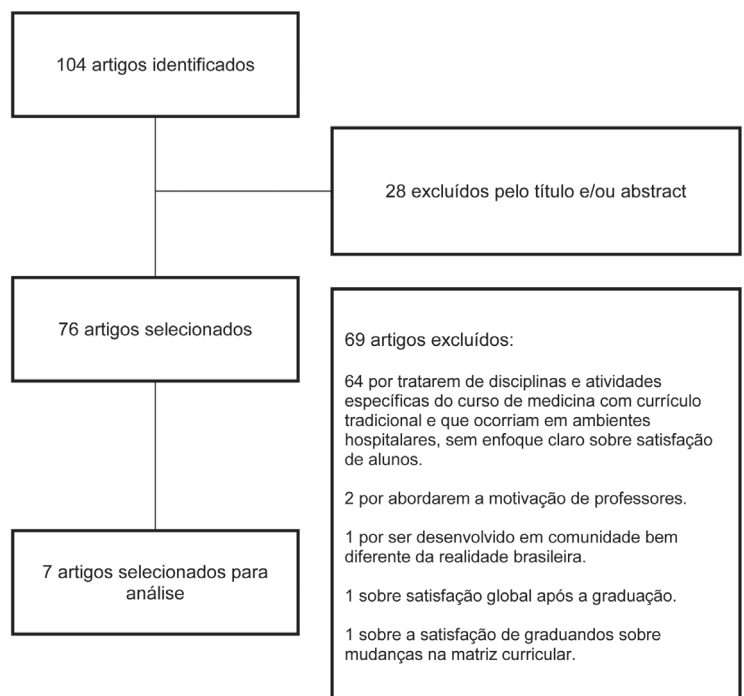 104 artigos identificados
28 excluídos pelo título e/ou abstract
76 artigos selecionados
69 artigos excluídos:
64 por tratarem de disciplinas e atividades
específicas do curso de medicina com currículo
tradicional e que ocorriam em ambientes
hospitalares, sem enfoque claro sobre satisfação
de alunos.
2 por abordarem a motivação de professores.
1 por ser desenvolvido em comunidade bem
diferente da realidade brasileira.
1 sobre satisfação global após a graduação.
1 sobre a satisfação de graduandos sobre
mudanças na matriz curricular.
7 artigos selecionados para
análise